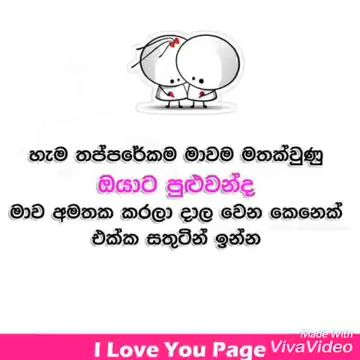 හැම තප්පරේකම මාවම මතක්වුණු
ඔයාට පුළුවන්ද
මාව අමතක කරලා දාල වෙන කෙනෙක්
එක්ක සතුටින් ඉන්න
Made With
VivaVideo
I Love You Page